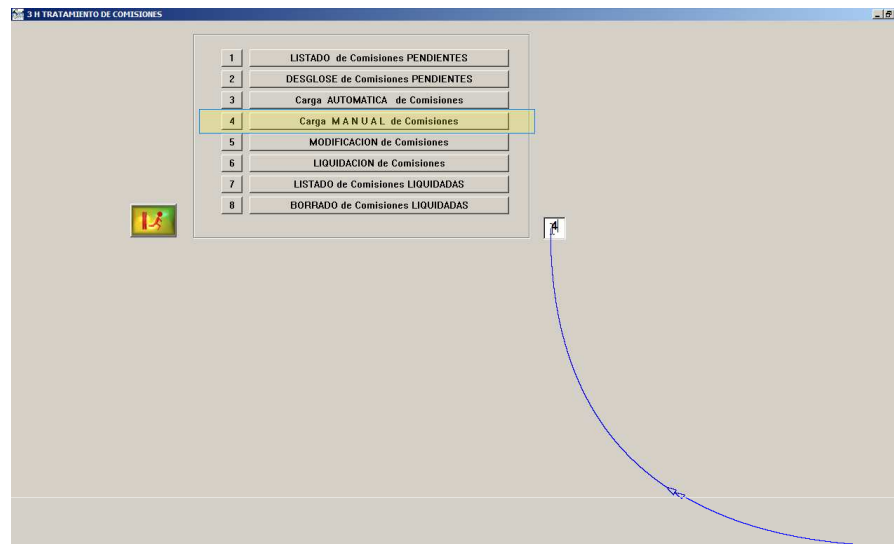 3 H TRATAMIENTO DE COMISIONES
1 LISTADO de Comisiones PENDIENTES
2 DESGLOSE de Comisiones PENDIENTES
3 Carga AUTOMATICA de Comisiones
4 Carga M A N U A L de Comisiones
5 MODIFICACION de Comisiones
6 LIQUIDACION de Comisiones
7 LISTADO de Comisiones LIQUIDADAS
8 BORRADO de Comisiones LIQUIDADAS
4